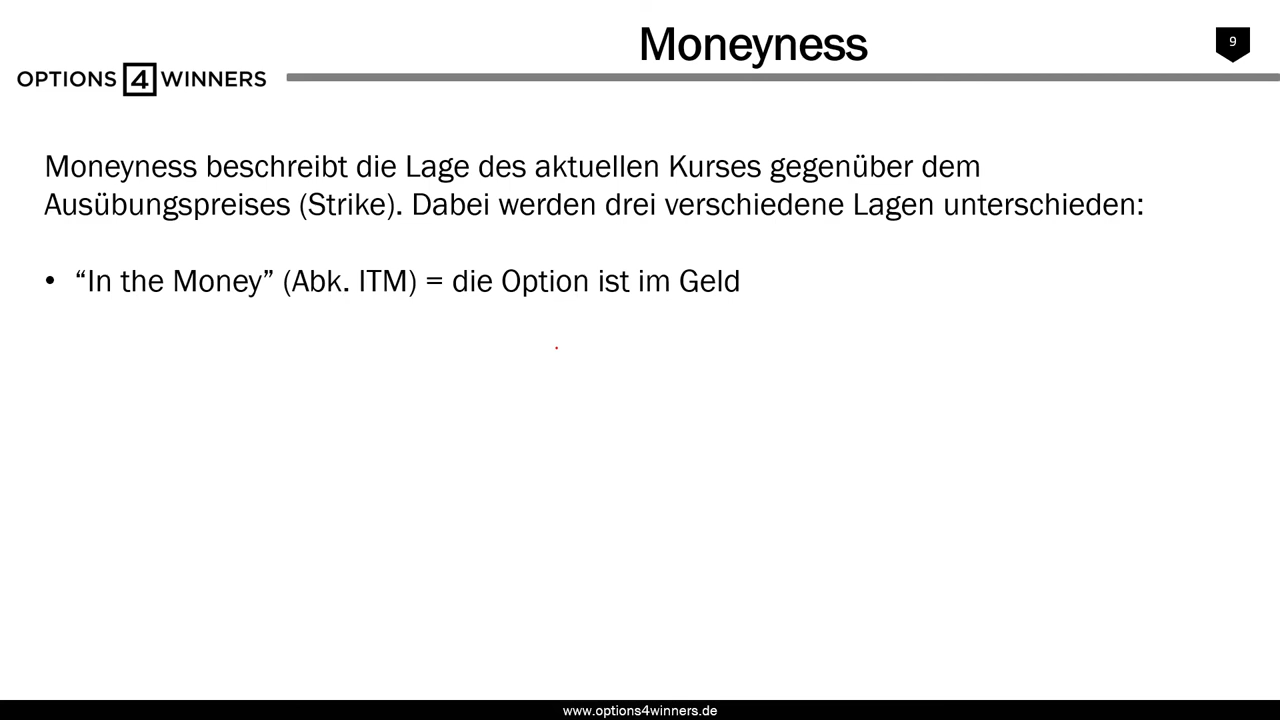 Moneyness
9
OPTIONS 4 WINNERS
Moneyness beschreibt die Lage des aktuellen Kurses gegenüber dem
Ausübungspreises (Strike). Dabei werden drei verschiedene Lagen unterschieden:
• “In the Money” (Abk. ITM) = die Option ist im Geld
www.options4winners.de